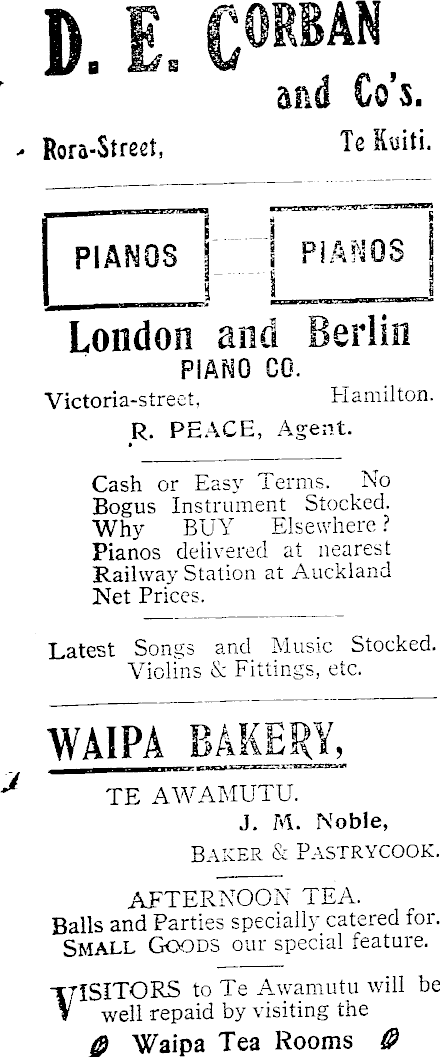 D. E. CORBAN
and Co's.
Rora-Street, Te Kuiti.
PIANOS PIANOS
London and Berlin
PIANO CO.
Victoria-street, Hamilton.
R. PEACE, Agent.
Cash or Easy Terms. No
Bogus Instrument Stocked.
Why BUY Elsewhere?
Pianos delivered at nearest
Railway Station at Auckland
Net Prices.
Latest Songs and Music Stocked.
Violins & Fittings, etc.
WAIPA BAKERY,
TE AWAMUTU.
J. M. Noble,
BAKER & PASTRYCOOK.
AFTERNOON TEA.
Balls and Parties specially catered for.
SMALL GOODS our special feature.
VISITORS to Te Awamutu will be
well repaid by visiting the
Waipa Tea Rooms